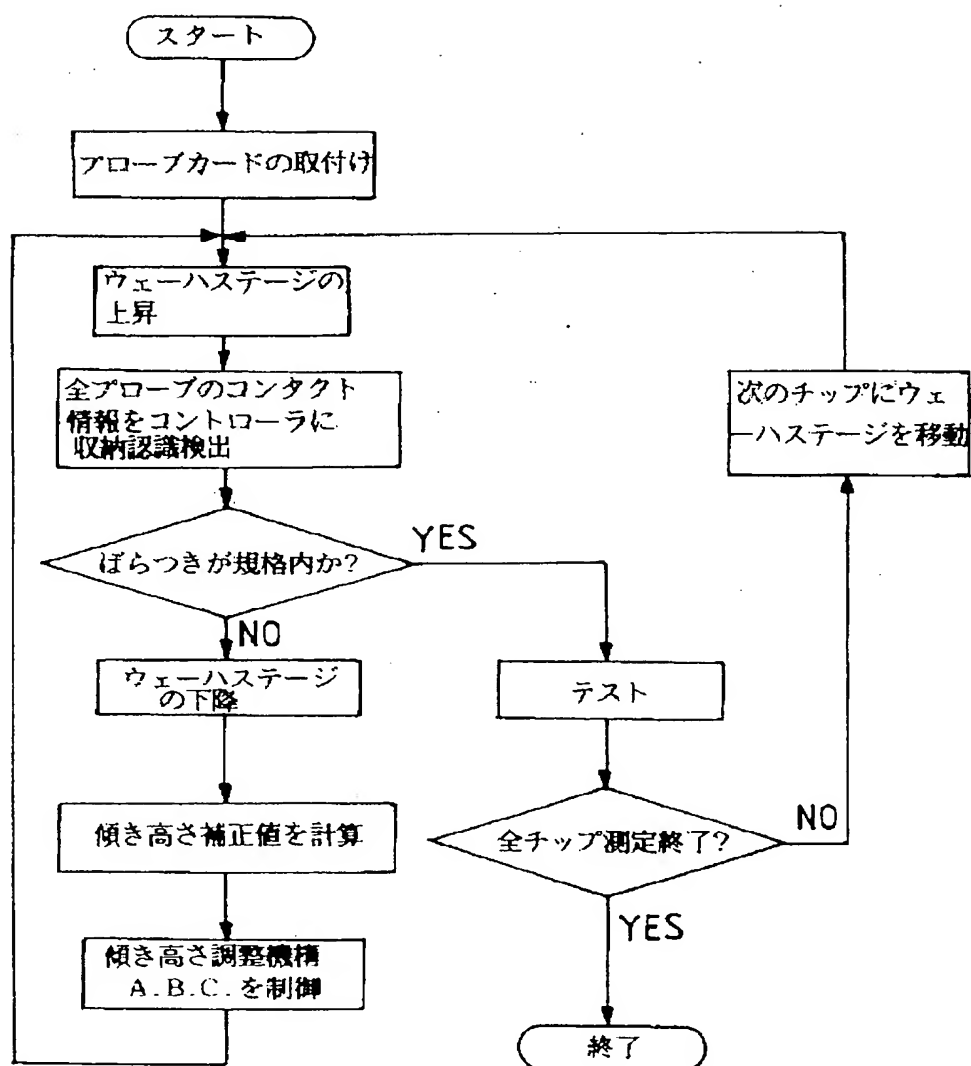 スタート
プローブカードの取付け
ウェーハステージの
上昇
全プローブのコンタクト
情報をコントローラに
収納認識検出
ばらつきが規格内か?
YES
NO
ウェーハステージ
の下降
傾き高さ補正値を計算
傾き高さ調整機構
A.B.C.を制御
テスト
全チップ測定終了?
NO
YES
次のチップにウェ
ーハステージを移動
終了